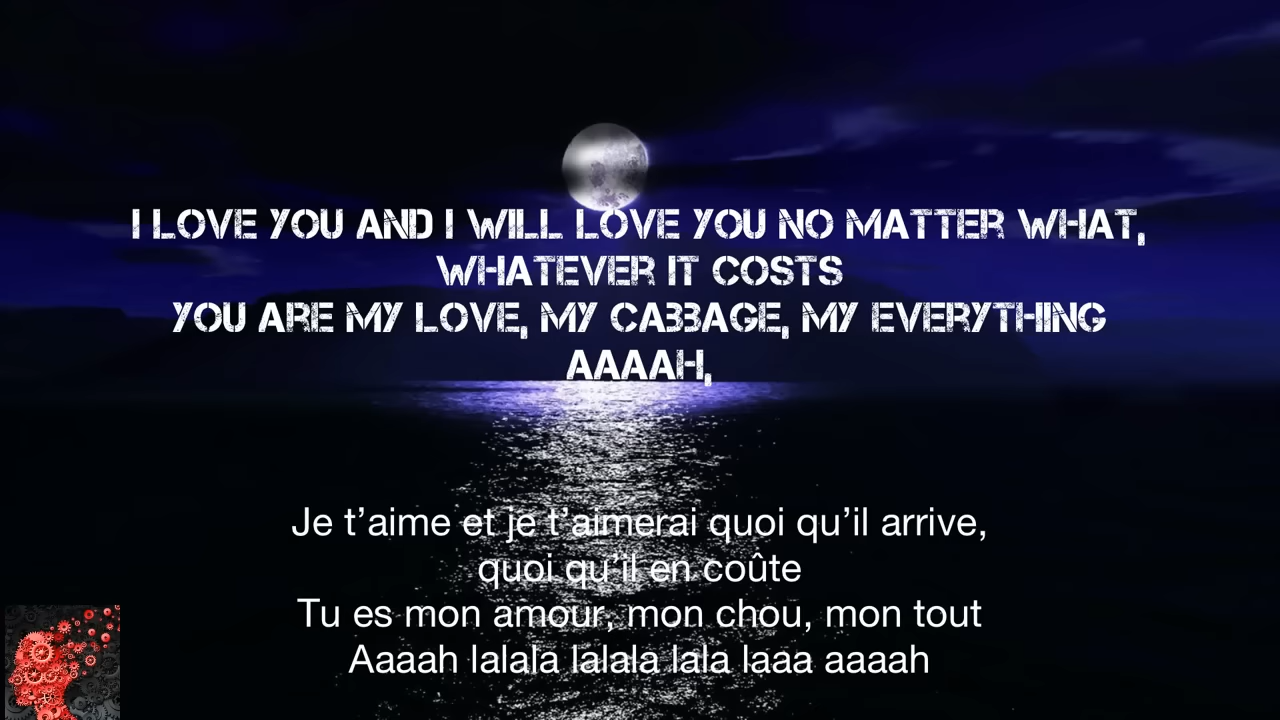 I LOVE YOU AND I WILL LOVE YOU NO MATTER WHAT,
WHATEVER IT COSTS
YOU ARE MY LOVE, MY CABBAGE, MY EVERYTHING
AAAAH,
Je t’aime et je t’aimerai quoi qu’il arrive,
quoi qu’il en coûte
Tu es mon amour, mon chou, mon tout
Aaaah lalala lalala lala laaa aaaah